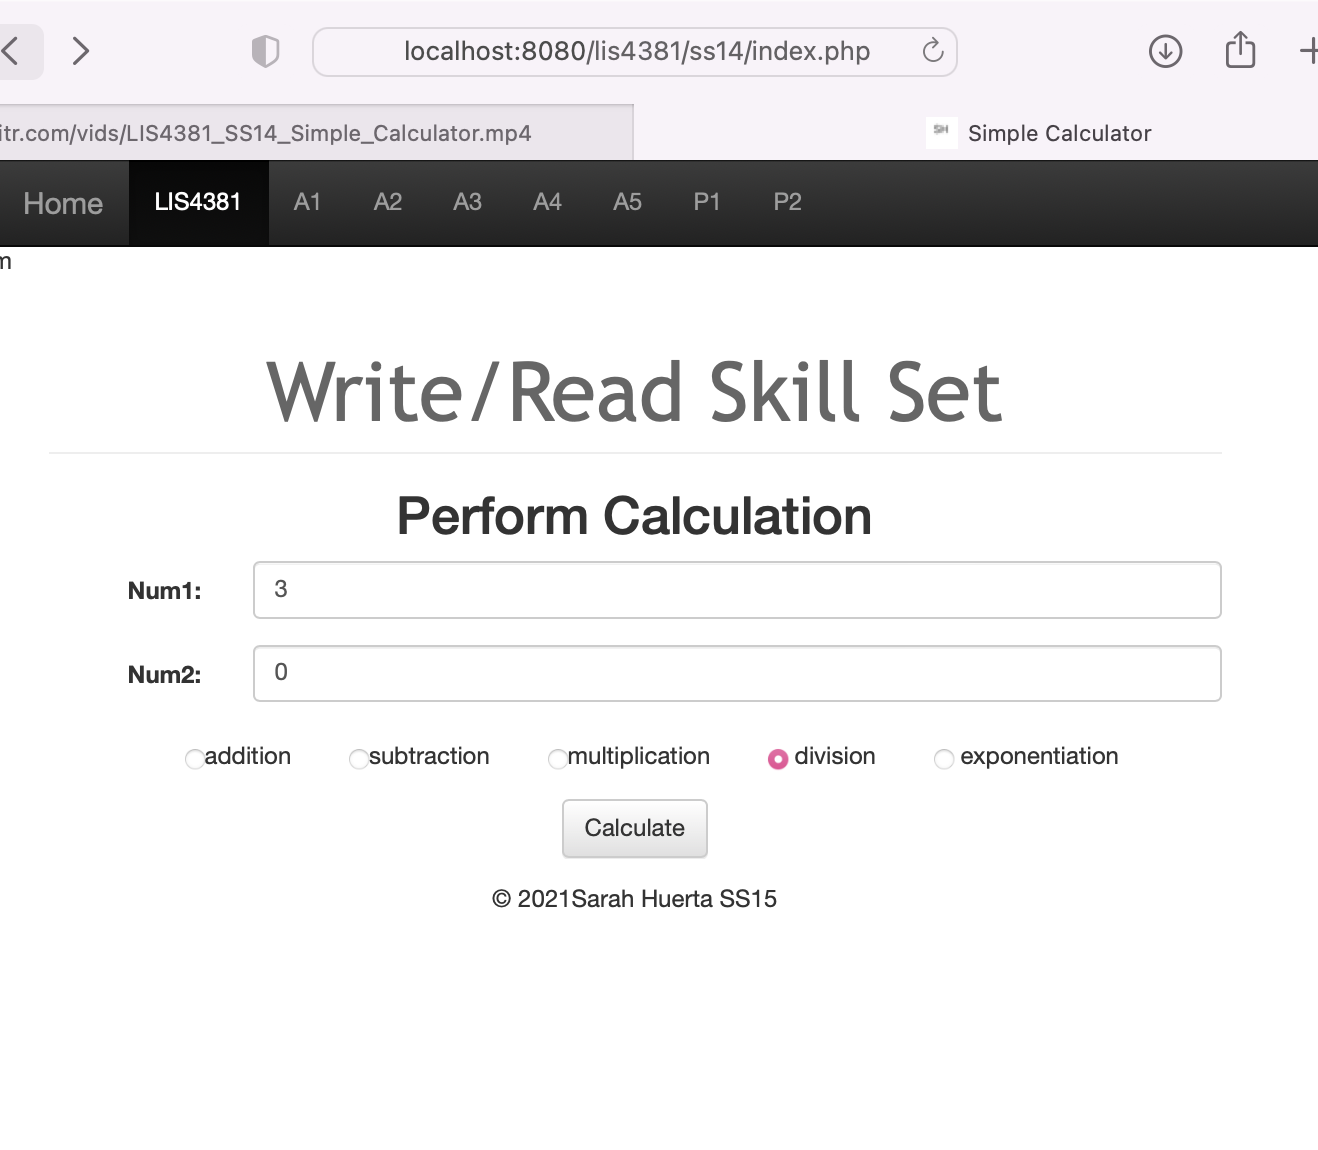 localhost:8080/lis4381/ss14/index.php
itr.com/vids/LIS4381_SS14_Simple_Calculator.mp4 Simple Calculator
Home LIS4381 A1 A2 A3 A4 A5 P1 P2
m
Write/Read Skill Set
Perform Calculation
Num1: 3
Num2: 0
addition subtraction multiplication division exponentiation
Calculate
© 2021Sarah Huerta SS15